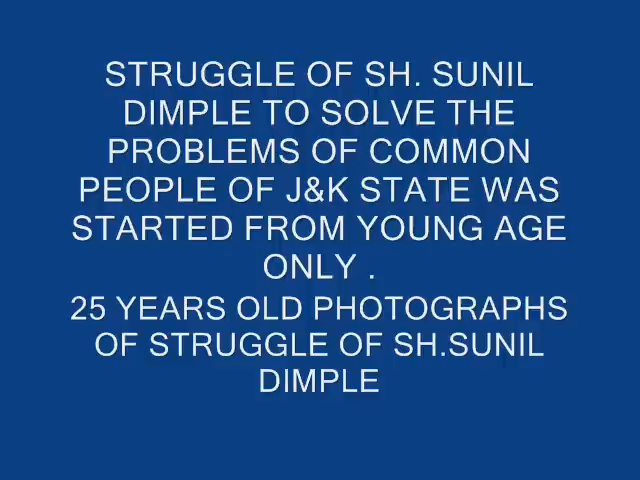 STRUGGLE OF SH. SUNIL
DIMPLE TO SOLVE THE
PROBLEMS OF COMMON
PEOPLE OF J&K STATE WAS
STARTED FROM YOUNG AGE
ONLY .
25 YEARS OLD PHOTOGRAPHS
OF STRUGGLE OF SH.SUNIL
DIMPLE